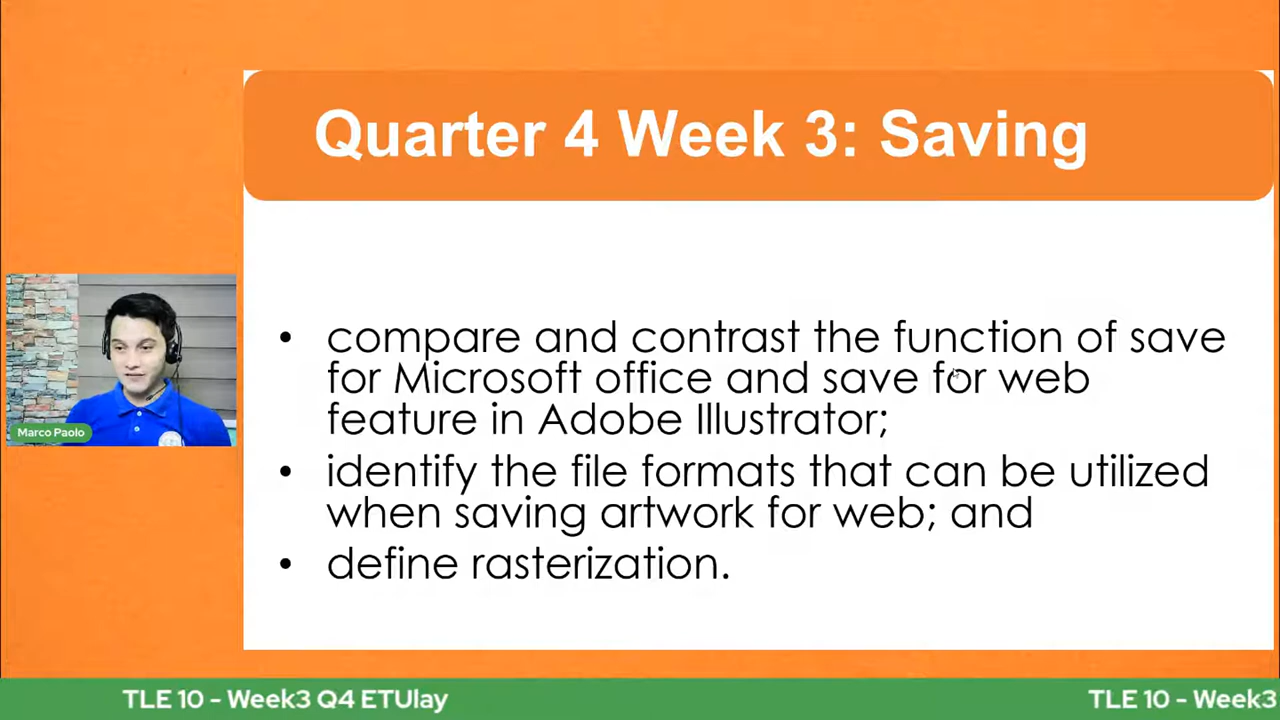 Quarter 4 Week 3: Saving
• compare and contrast the function of save
for Microsoft office and save for web
feature in Adobe Illustrator;
• identify the file formats that can be utilized
when saving artwork for web; and
• define rasterization.
Marco Paolo
TLE 10 - Week3 Q4 ETUlay
TLE 10 - Week3